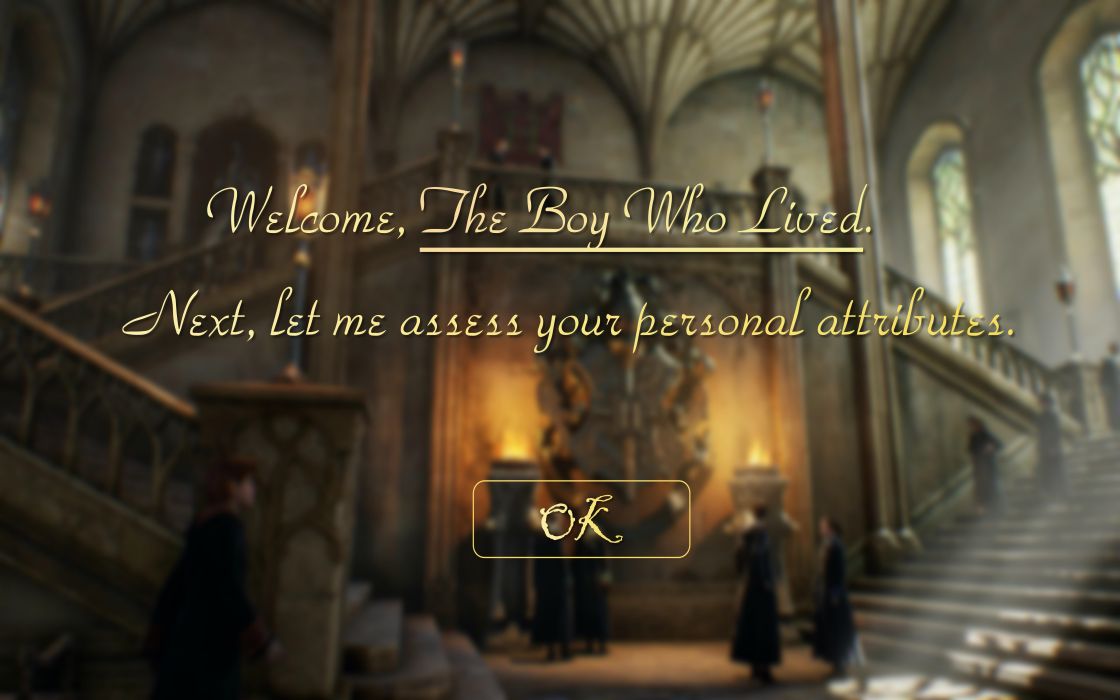 Welcome, The Boy Who Lived.
Next, let me assess your personal attributes.
OK